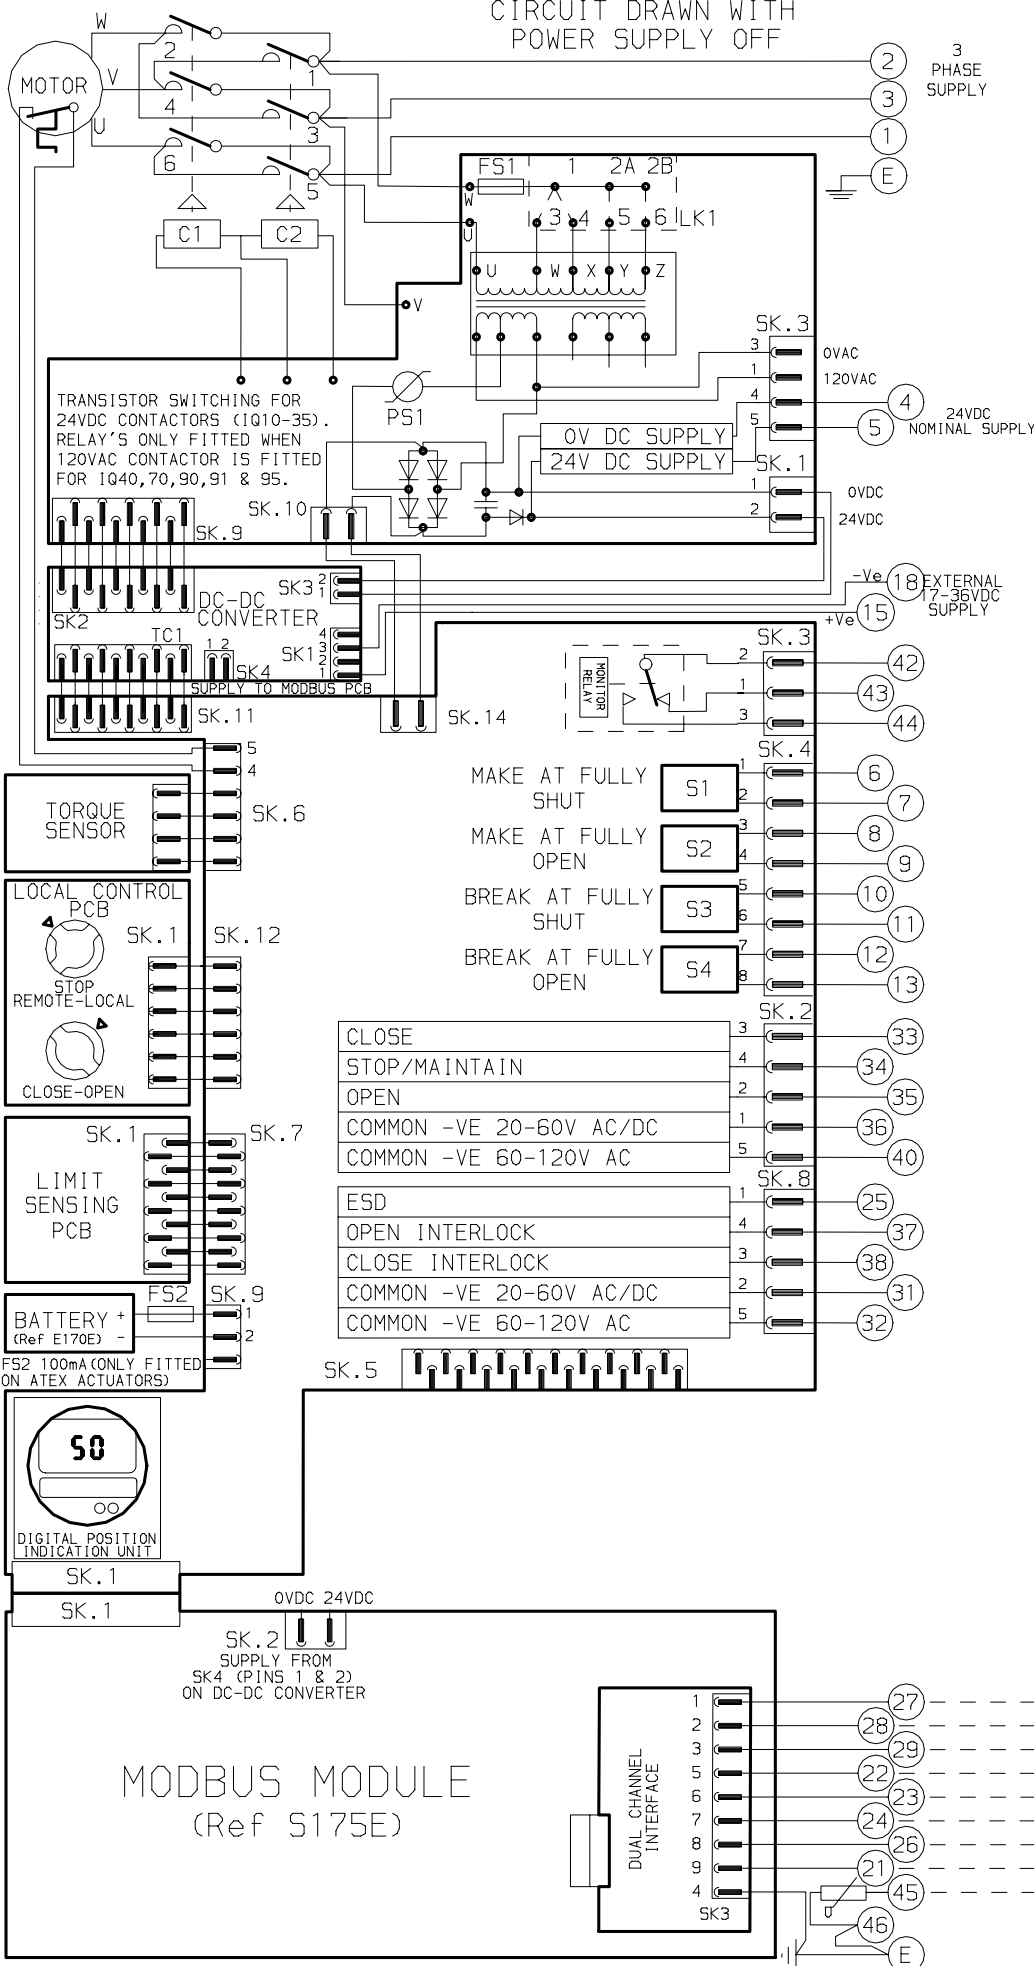 CIRCUIT DRAWN WITH
POWER SUPPLY OFF
W
2
1
2
3
PHASE
SUPPLY
MOTOR
V
4
3
3
U
1
6
5
E
C1
C2
FS1
1
2A
2B
W
3
4
5
6
LK1
U
U
W
X
Y
Z
V
SK.3
3
0VAC
1
120VAC
4
4
24VDC
NOMINAL SUPPLY
5
5
PS1
TRANSISTOR SWITCHING FOR
24VDC CONTACTORS (IQ10-35).
RELAY'S ONLY FITTED WHEN
120VAC CONTACTOR IS FITTED
FOR IQ40,70,90,91 & 95.
0V DC SUPPLY
24V DC SUPPLY
SK.1
1
0VDC
2
24VDC
SK.9
SK.10
SK2
DC-DC
CONVERTER
SK3
2
1
SK1
4
3
2
1
TC1
1 2
SK4
SUPPLY TO MODBUS PCB
-Ve
18
EXTERNAL
17-36VDC
SUPPLY
+Ve
15
SK.11
SK.14
MONITOR
RELAY
SK.3
2
42
1
43
3
44
5
4
SK.6
TORQUE
SENSOR
SK.4
MAKE AT FULLY
SHUT
S1
1
6
2
7
MAKE AT FULLY
OPEN
S2
3
8
4
9
BREAK AT FULLY
SHUT
S3
5
10
6
11
BREAK AT FULLY
OPEN
S4
7
12
8
13
LOCAL CONTROL
PCB
SK.1
SK.12
STOP
REMOTE-LOCAL
CLOSE-OPEN
SK.2
CLOSE
3
33
STOP/MAINTAIN
4
34
OPEN
2
35
COMMON -VE 20-60V AC/DC
1
36
COMMON -VE 60-120V AC
5
40
SK.1
SK.7
LIMIT
SENSING
PCB
SK.8
ESD
1
25
OPEN INTERLOCK
4
37
CLOSE INTERLOCK
3
38
COMMON -VE 20-60V AC/DC
2
31
COMMON -VE 60-120V AC
5
32
FS2
SK.9
BATTERY +
(Ref E170E) -
1
2
FS2 100mA(ONLY FITTED
ON ATEX ACTUATORS)
SK.5
50
DIGITAL POSITION
INDICATION UNIT
SK.1
SK.1
0VDC 24VDC
SK.2
SUPPLY FROM
SK4 (PINS 1 & 2)
ON DC-DC CONVERTER
MODBUS MODULE
(Ref S175E)
DUAL CHANNEL
INTERFACE
1
27
2
28
3
29
5
22
6
23
7
24
8
26
9
21
4
45
SK3
U
46
E